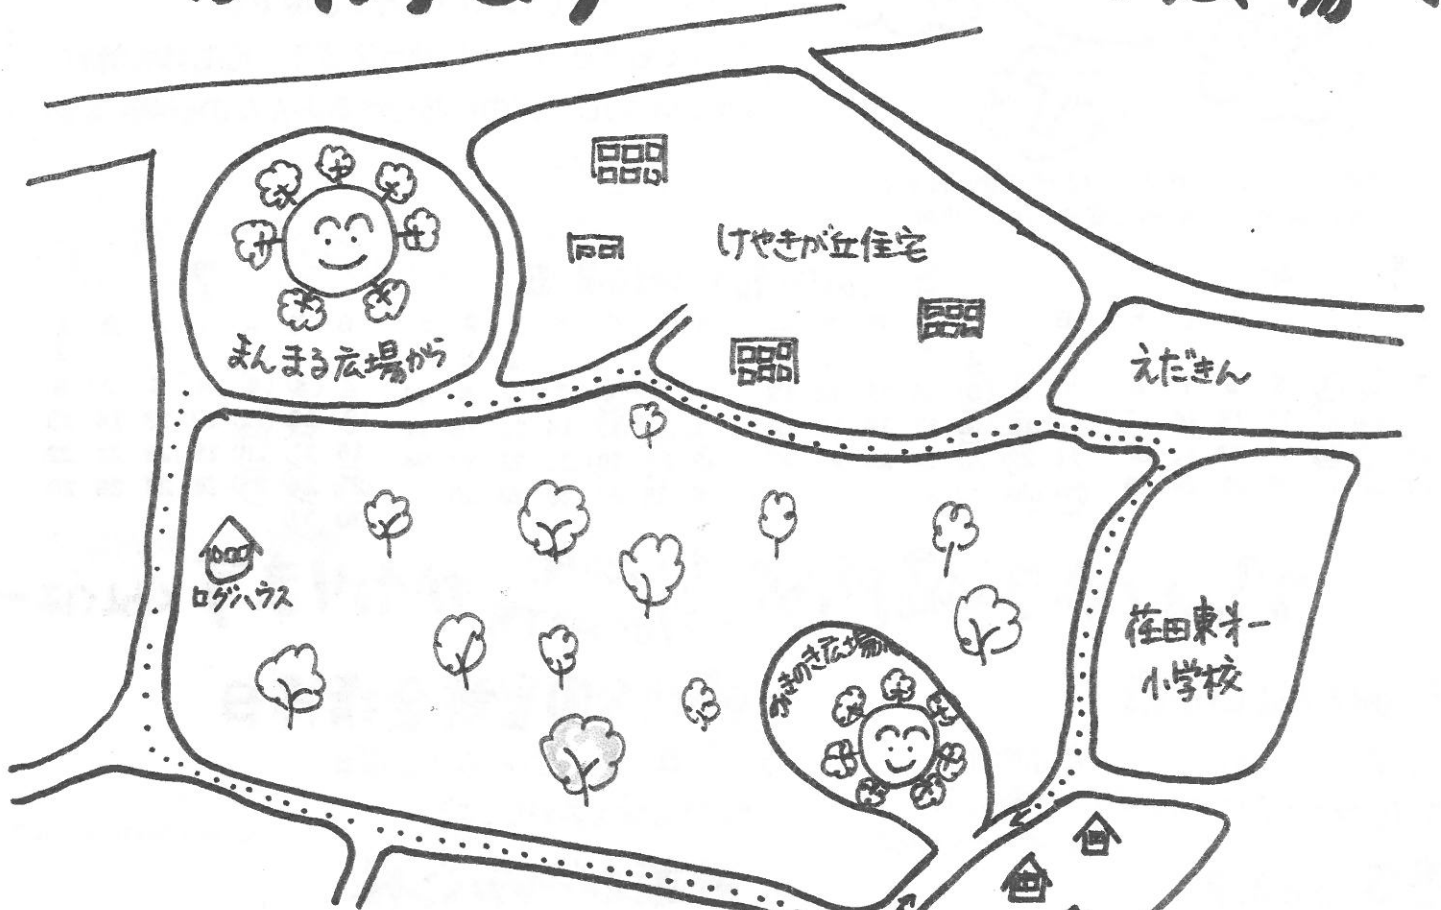 けやきが丘住宅
まんまる広場から
えだきん
ログハウス
荏田東第一
小学校